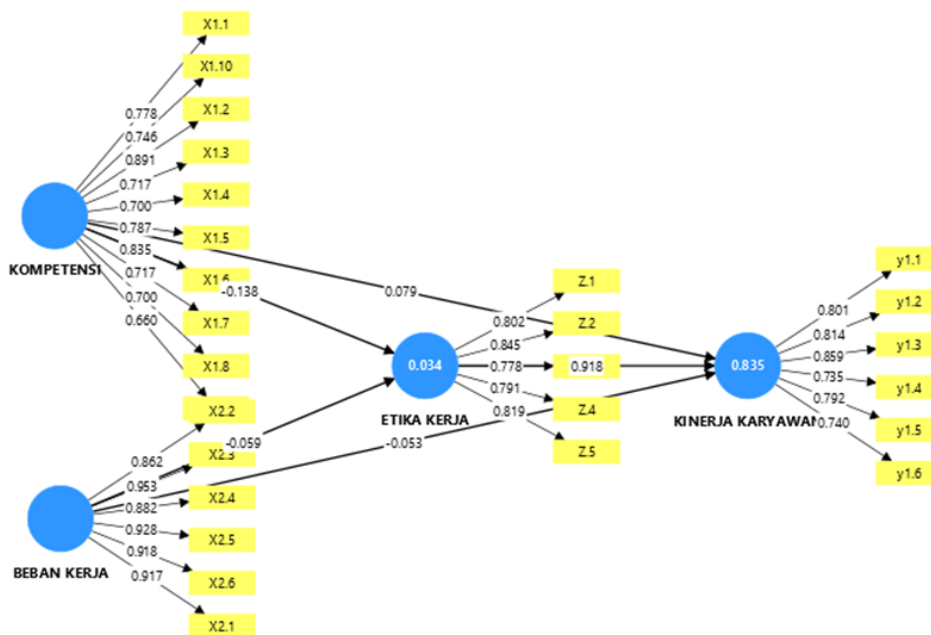 X1.1
X1.10
X1.2
X1.3
X1.4
X1.5
X1.6
X1.7
X1.8
0.778
0.746
0.891
0.717
0.700
0.787
0.835
0.717
0.700
0.660
KOMPETENSI
-0.138
0.079
X2.2
X2.3
X2.4
X2.5
X2.6
X2.1
0.862
0.953
0.882
0.928
0.918
0.917
BEBAN KERJA
-0.059
-0.053
0.034
ETIKA KERJA
0.802
0.845
0.778
0.791
0.819
Z.1
Z.2
0.918
Z.4
Z.5
0.835
KINERJA KARYAWAN
0.801
0.814
0.859
0.735
0.792
0.740
y1.1
y1.2
y1.3
y1.4
y1.5
y1.6